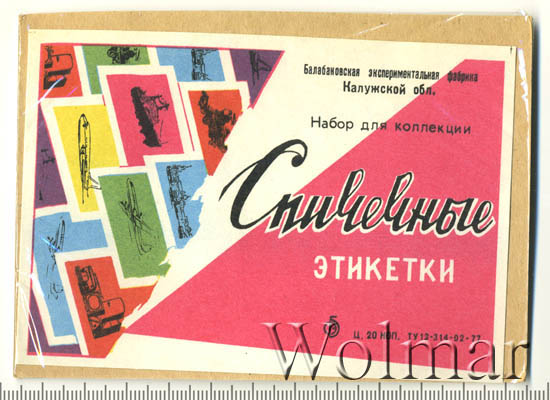 Балабановская экспериментальная фабрика
Калужской обл.
Набор для коллекции
Спичечные
ЭТИКЕТКИ
Ц. 20 КОП. ТУ13-314-02-77
Wolmar